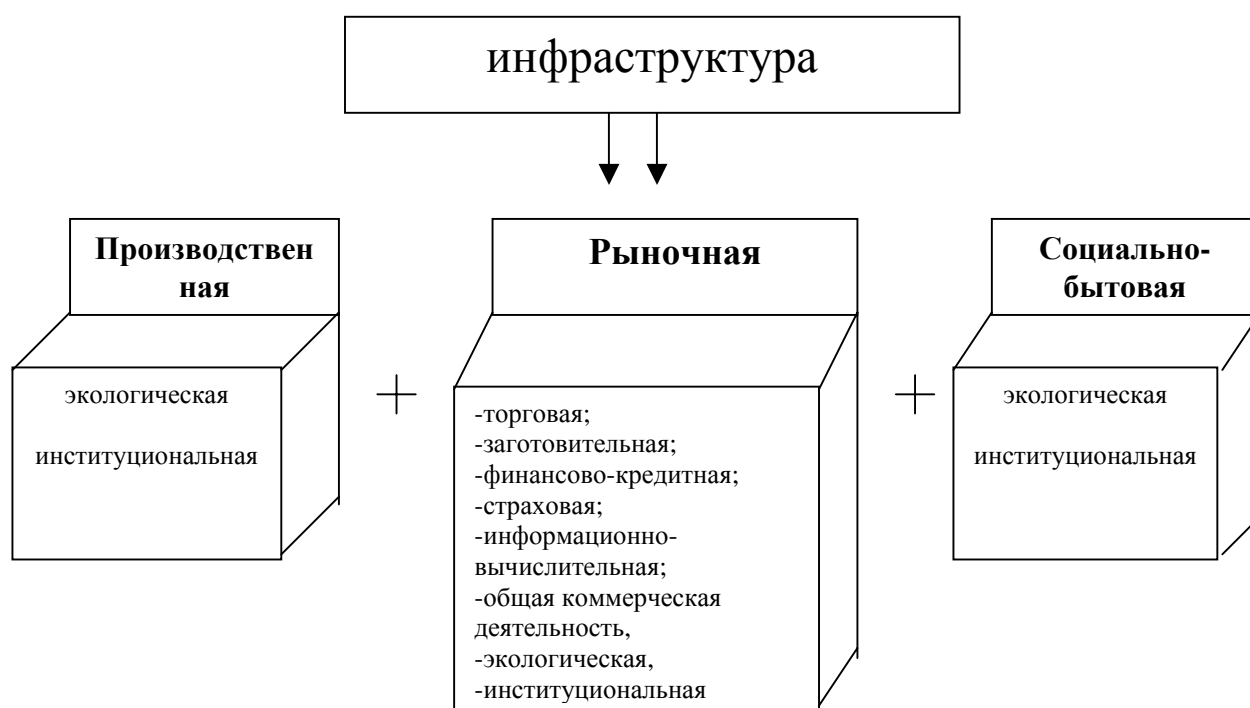 инфраструктура
Производствен
ная
экологическая
институциональная
Рыночная
-торговая;
-заготовительная;
-финансово-кредитная;
-страховая;
-информационно-
вычислительная;
-общая коммерческая
деятельность,
-экологическая,
-институциональная
Социально-
бытовая
экологическая
институциональная